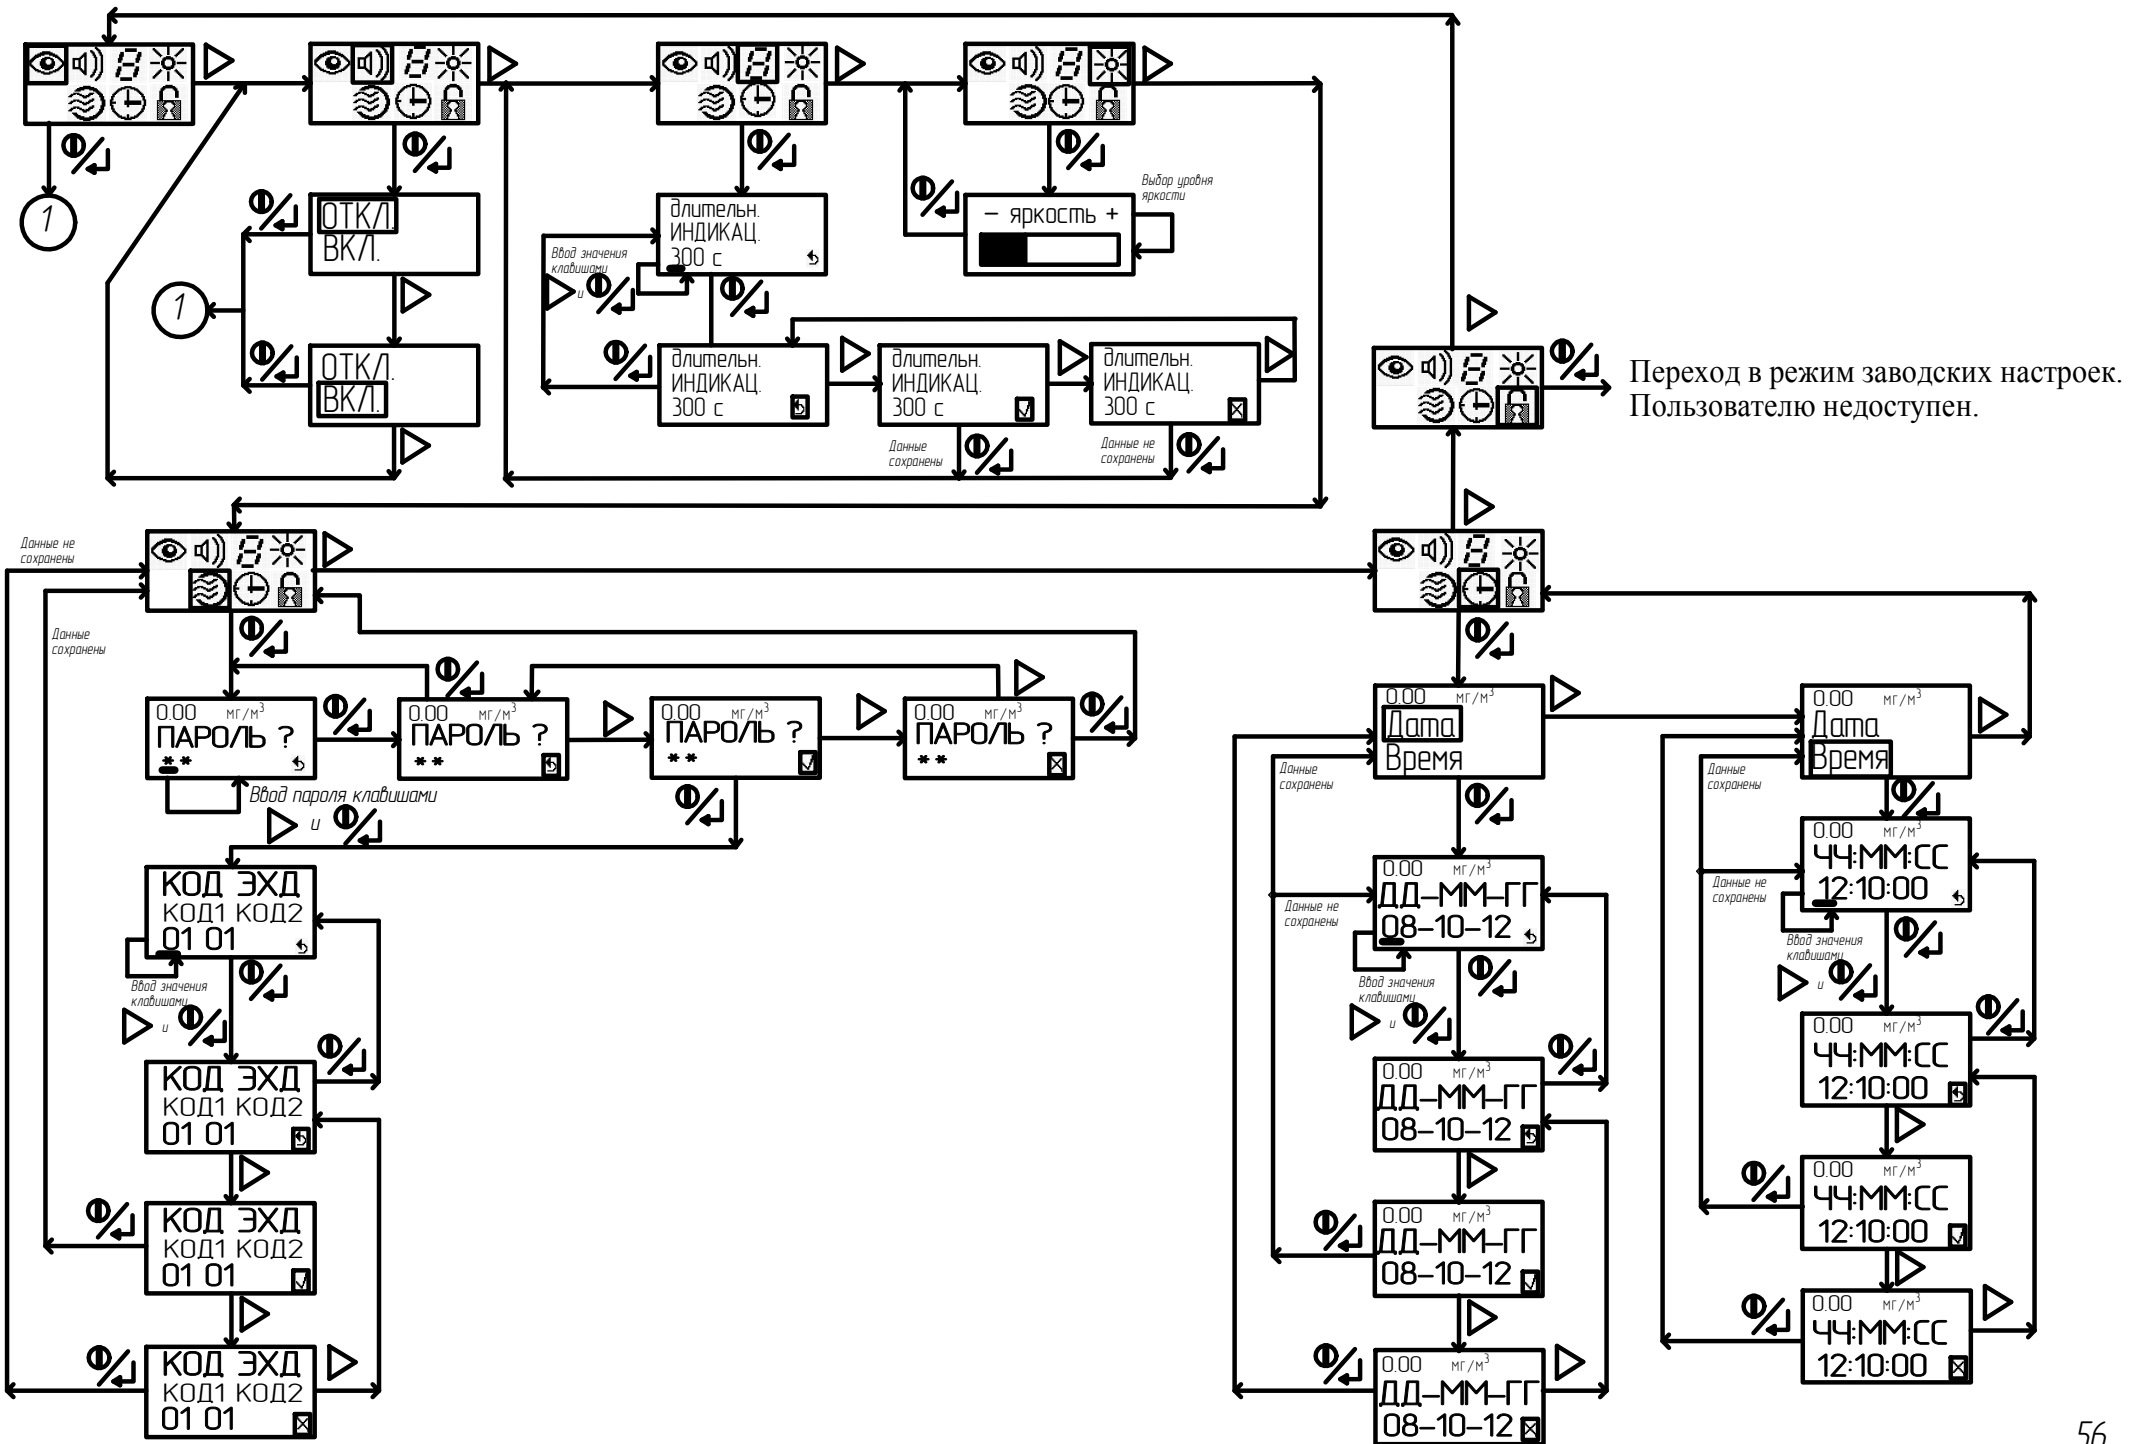 1
ОТКЛ.
ВКЛ.
1
ОТКЛ.
ВКЛ.
длительн.
ИНДИКАЦ.
300 с
Ввод значения
клавишами
и
длительн.
ИНДИКАЦ.
300 с
длительн.
ИНДИКАЦ.
300 с
длительн.
ИНДИКАЦ.
300 с
Данные
сохранены
Данные не
сохранены
Выбор уровня
яркости
– яркость +
Переход в режим заводских настроек.
Пользователю недоступен.
Данные не
сохранены
Данные
сохранены
0.00 мг/м³
ПАРОЛЬ ?
**
0.00 мг/м³
ПАРОЛЬ ?
**
0.00 мг/м³
ПАРОЛЬ ?
**
0.00 мг/м³
ПАРОЛЬ ?
**
Ввод пароля клавишами
и
КОД ЭХД
КОД1 КОД2
01 01
Ввод значения
клавишами
и
КОД ЭХД
КОД1 КОД2
01 01
КОД ЭХД
КОД1 КОД2
01 01
КОД ЭХД
КОД1 КОД2
01 01
0.00 мг/м³
Дата
Время
Данные
сохранены
0.00 мг/м³
ДД–ММ–ГГ
08–10–12
Данные не
сохранены
Ввод значения
клавишами
и
0.00 мг/м³
ДД–ММ–ГГ
08–10–12
0.00 мг/м³
ДД–ММ–ГГ
08–10–12
0.00 мг/м³
ДД–ММ–ГГ
08–10–12
0.00 мг/м³
Дата
Время
Данные
сохранены
0.00 мг/м³
ЧЧ:ММ:СС
12:10:00
Данные не
сохранены
Ввод значения
клавишами
и
0.00 мг/м³
ЧЧ:ММ:СС
12:10:00
0.00 мг/м³
ЧЧ:ММ:СС
12:10:00
0.00 мг/м³
ЧЧ:ММ:СС
12:10:00
56